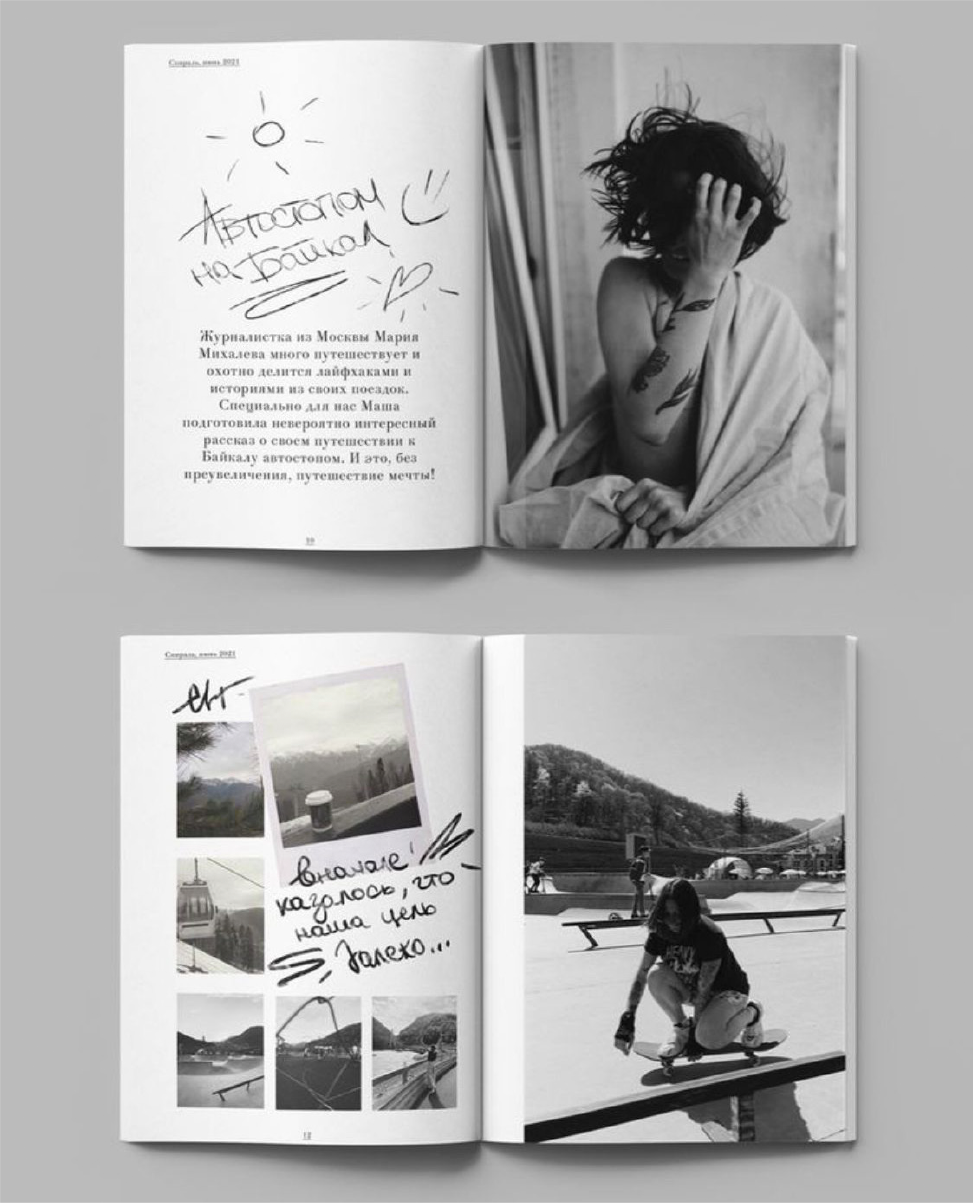 Спираль, июнь 2021
Автостопом
на Байкал
Журналистка из Москвы Мария
Михалева много путешествует и
охотно делится лайфхаками и
историями из своих поездок.
Специально для нас Маша
подготовила невероятно интересный
рассказ о своем путешествии к
Байкалу автостопом. И это, без
преувеличения, путешествие мечты!
Спираль, июнь 2021
вначале
казалось, что
наша цель
далеко...